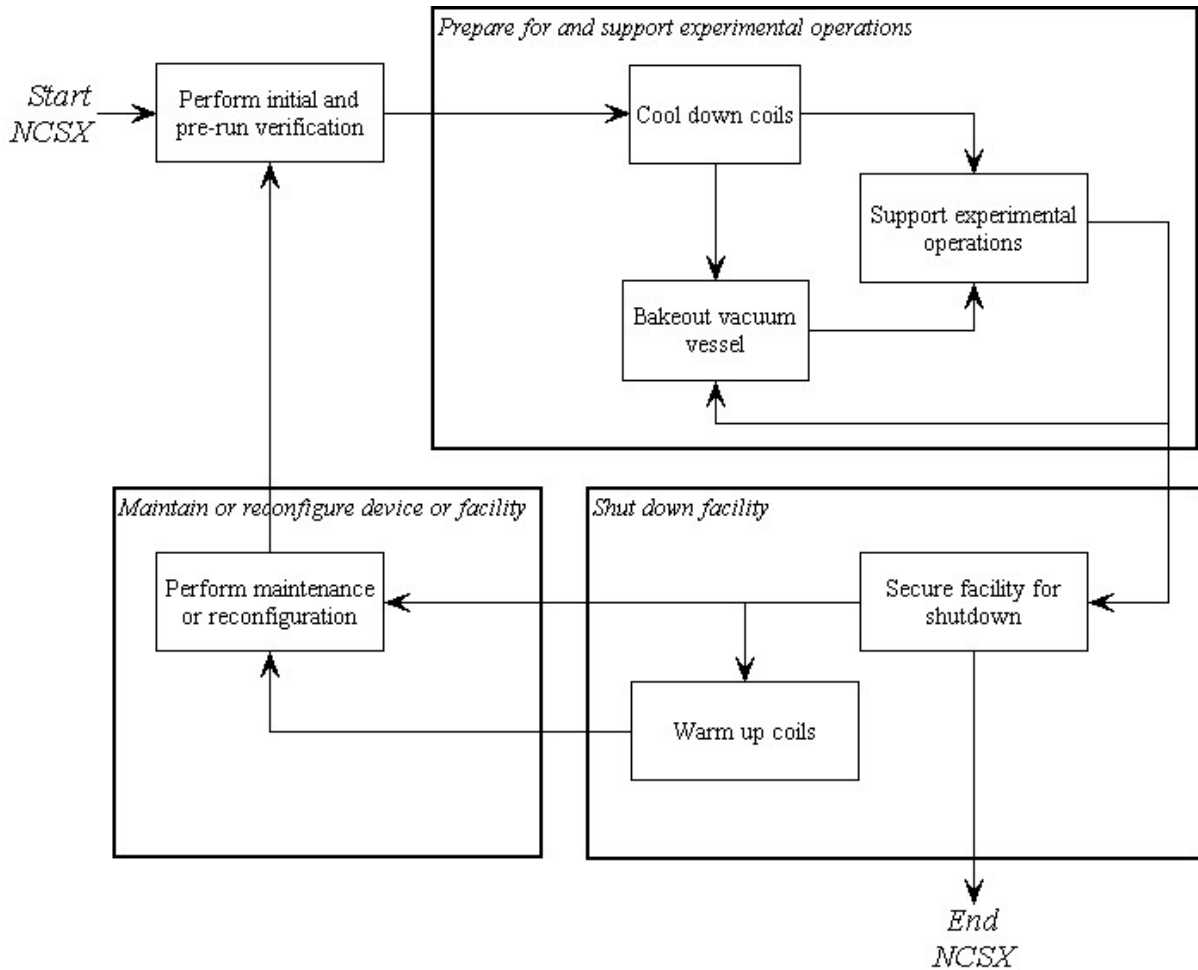 Prepare for and support experimental operations
Start
NCSX
Perform initial and
pre-run verification
Cool down coils
Support experimental
operations
Bakeout vacuum
vessel
Maintain or reconfigure device or facility
Shut down facility
Perform maintenance
or reconfiguration
Secure facility for
shutdown
Warm up coils
End
NCSX